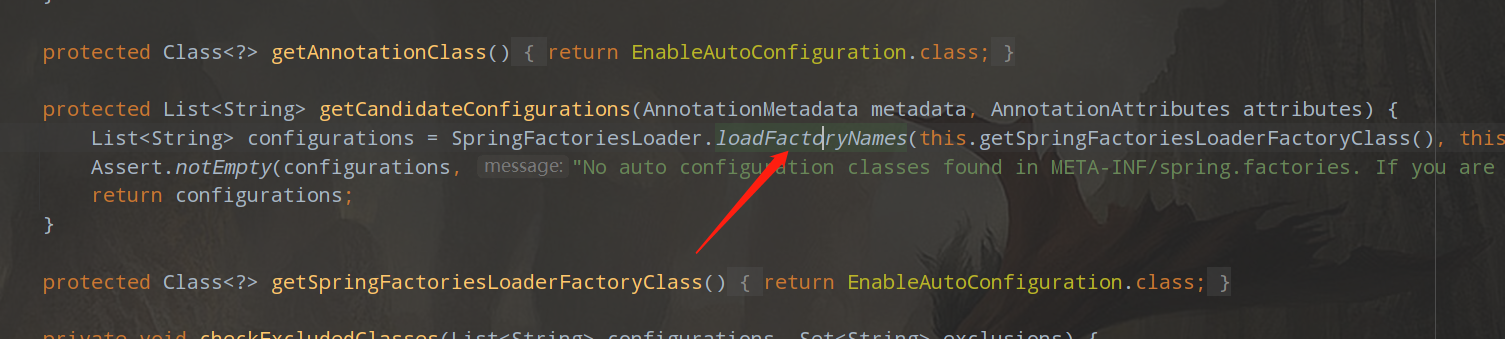 }
protected Class<?> getAnnotationClass() { return EnableAutoConfiguration.class; }
protected List<String> getCandidateConfigurations(AnnotationMetadata metadata, AnnotationAttributes attributes) {
List<String> configurations = SpringFactoriesLoader.loadFactoryNames(this.getSpringFactoriesLoaderFactoryClass(), this
Assert.notEmpty(configurations, message: "No auto configuration classes found in META-INF/spring.factories. If you are
return configurations;
}
protected Class<?> getSpringFactoriesLoaderFactoryClass() { return EnableAutoConfiguration.class; }
private void checkExcludedClasses(List<String> configurations, Set<String> exclusions) {